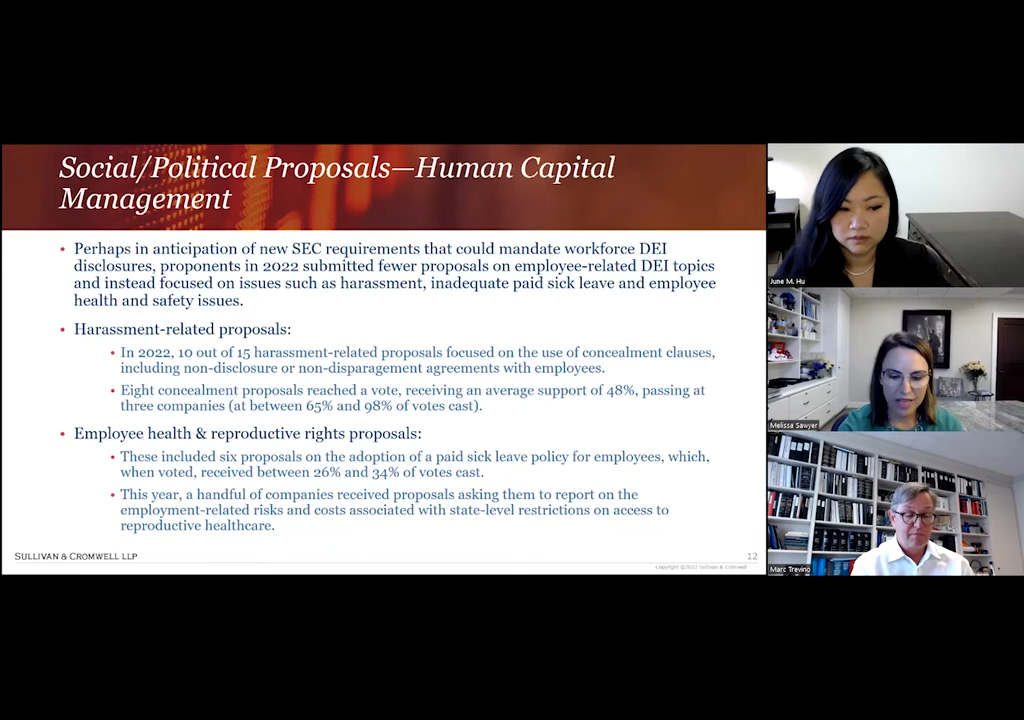 Social/Political Proposals—Human Capital
Management
• Perhaps in anticipation of new SEC requirements that could mandate workforce DEI
disclosures, proponents in 2022 submitted fewer proposals on employee-related DEI topics
and instead focused on issues such as harassment, inadequate paid sick leave and employee
health and safety issues.
• Harassment-related proposals:
• In 2022, 10 out of 15 harassment-related proposals focused on the use of concealment clauses,
including non-disclosure or non-disparagement agreements with employees.
• Eight concealment proposals reached a vote, receiving an average support of 48%, passing at
three companies (at between 65% and 98% of votes cast).
• Employee health & reproductive rights proposals:
• These included six proposals on the adoption of a paid sick leave policy for employees, which,
when voted, received between 26% and 34% of votes cast.
• This year, a handful of companies received proposals asking them to report on the
employment-related risks and costs associated with state-level restrictions on access to
reproductive healthcare.
SULLIVAN & CROMWELL LLP
12
Copyright ©2022 Sullivan & Cromwell
June M. Hu
Melissa Sawyer
Marc Trevino